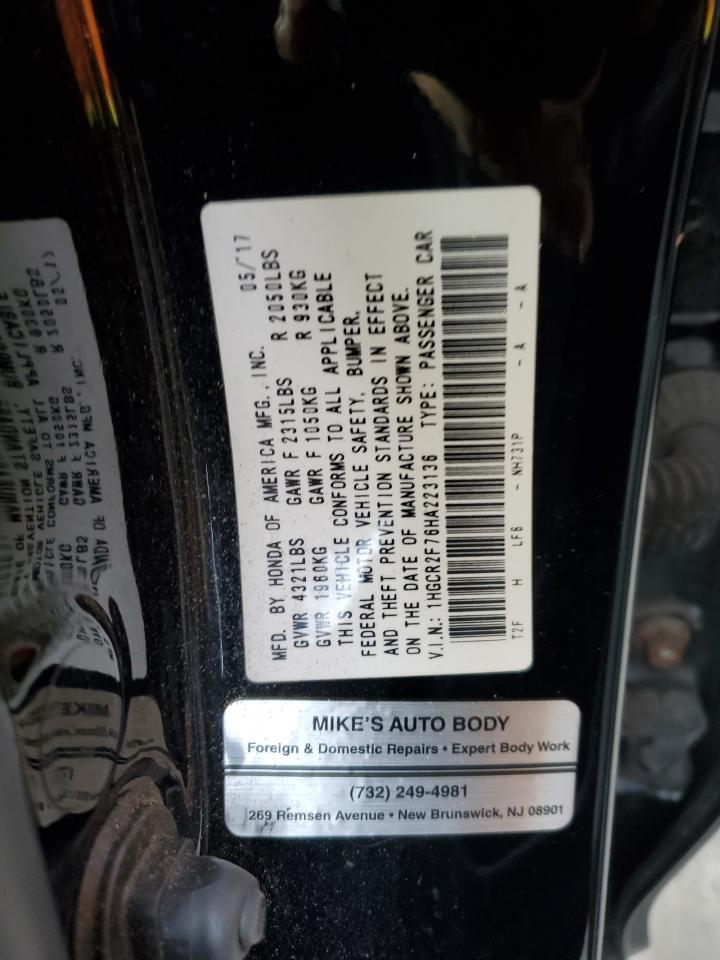 MFD. BY HONDA OF AMERICA MFG., INC. 05/17
GVWR 4321LBS GAWR F 2315LBS R 2050LBS
GVWR 1960KG GAWR F 1050KG R 930KG
THIS VEHICLE CONFORMS TO ALL APPLICABLE
FEDERAL MOTOR VEHICLE SAFETY, BUMPER,
AND THEFT PREVENTION STANDARDS IN EFFECT
ON THE DATE OF MANUFACTURE SHOWN ABOVE.
V.I.N.: 1HGCR2F76HA223136 TYPE: PASSENGER CAR
T2F H LF6 - NH731P - A - A
MIKE'S AUTO BODY
Foreign & Domestic Repairs • Expert Body Work
(732) 249-4981
269 Remsen Avenue • New Brunswick, NJ 08901